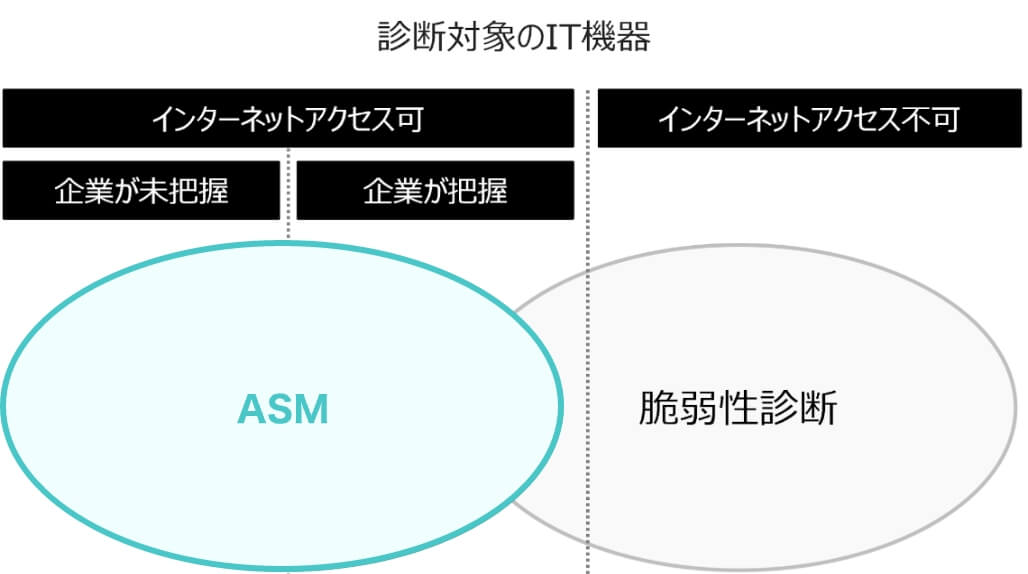 診断対象のIT機器
インターネットアクセス可
インターネットアクセス不可
企業が未把握
企業が把握
ASM
脆弱性診断